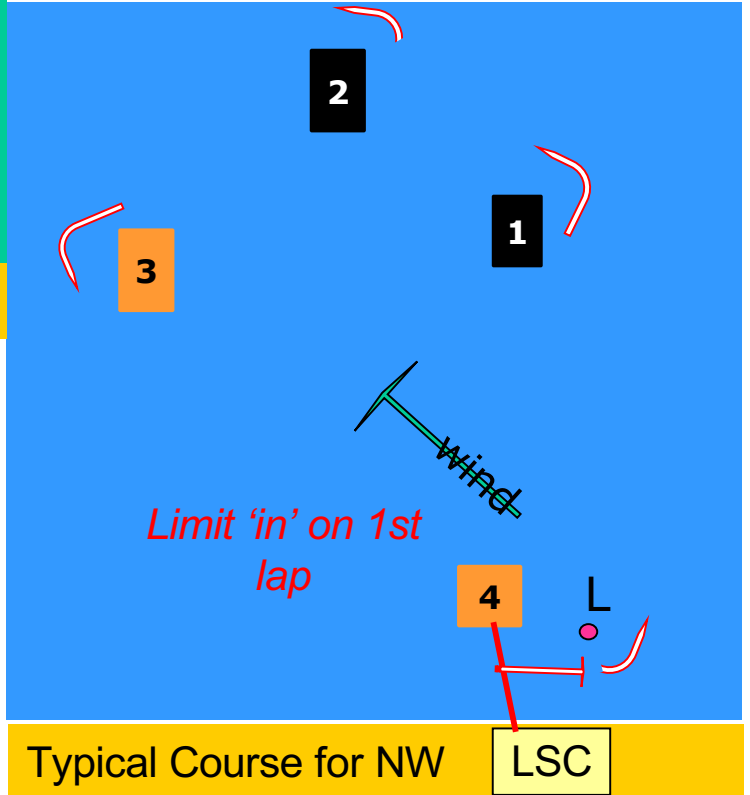 2
1
3
wind
Limit ‘in’ on 1st
lap
4
L
Typical Course for NW
LSC